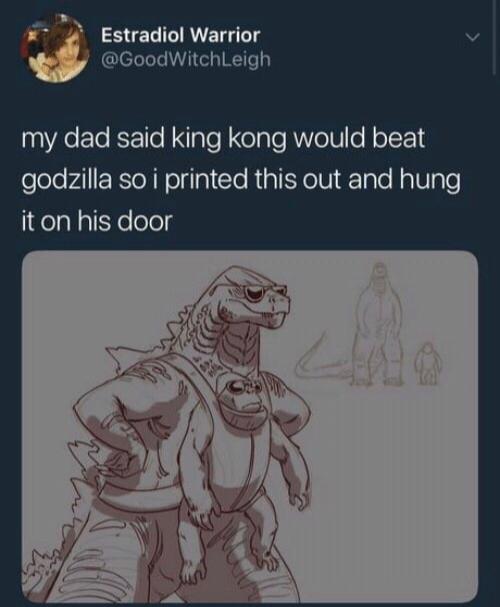 Estradiol Warrior
@GoodWitchLeigh
my dad said king kong would beat
godzilla so i printed this out and hung
it on his door